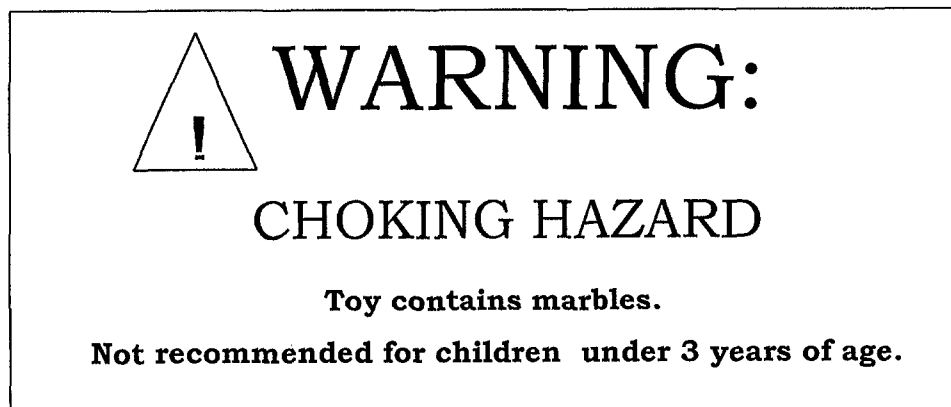 WARNING:
!
CHOKING HAZARD
Toy contains marbles.
Not recommended for children under 3 years of age.